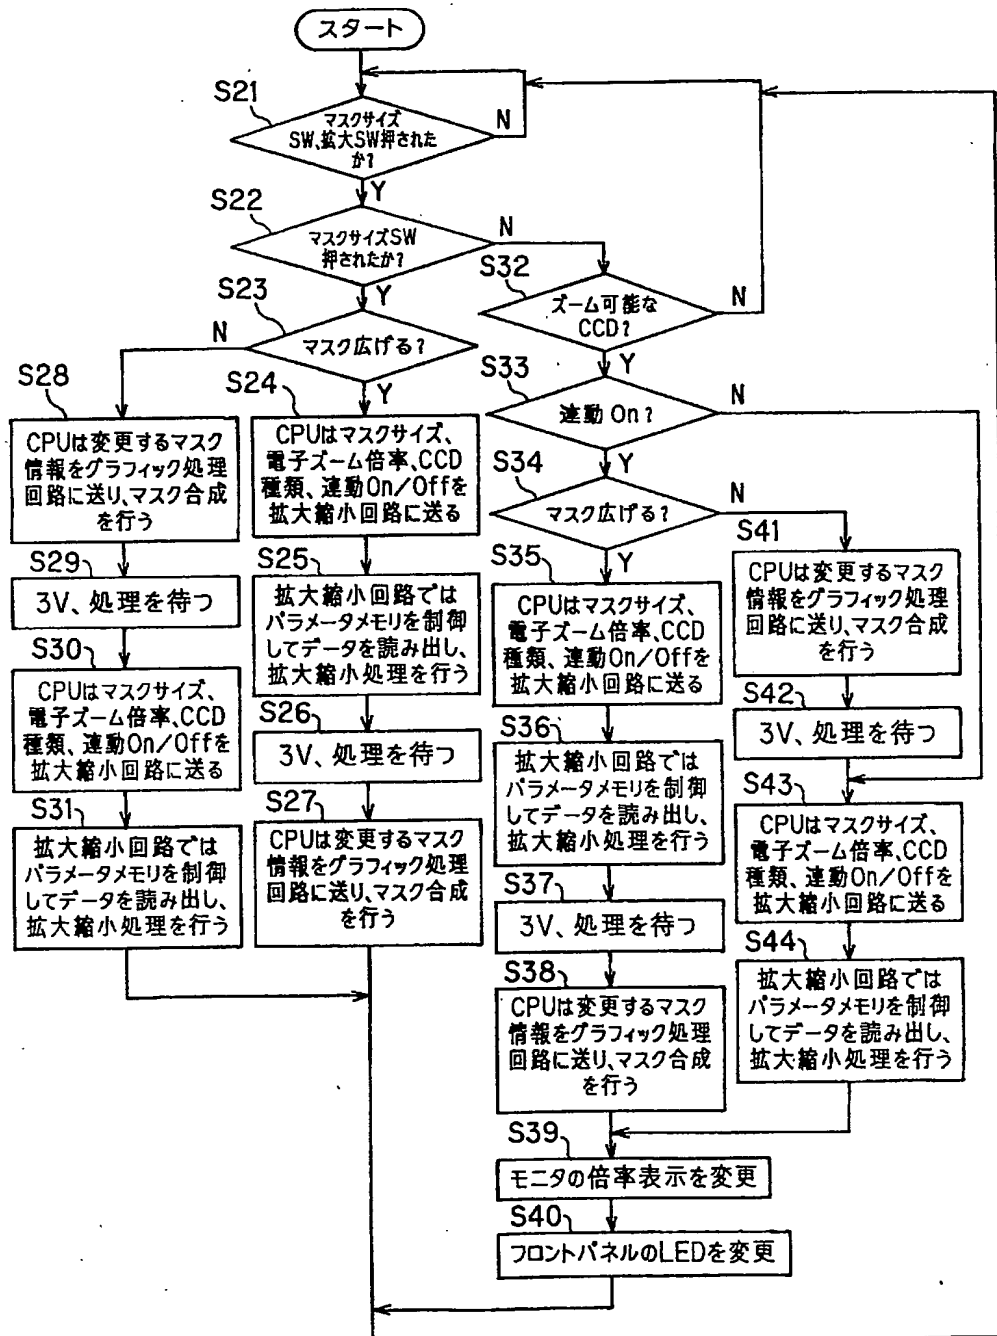 スタート
S21
マスクサイズ
SW、拡大SW押された
か?
N
Y
S22
マスクサイズSW
押されたか?
N
Y
S23
マスク広げる?
N
Y
S32
ズーム可能な
CCD?
N
Y
S33
連動 On?
N
Y
S34
マスク広げる?
N
Y
S28
CPUは変更するマスク
情報をグラフィック処理
回路に送り、マスク合成
を行う
S29
3V、処理を待つ
S30
CPUはマスクサイズ、
電子ズーム倍率、CCD
種類、連動On/Offを
拡大縮小回路に送る
S31
拡大縮小回路では
パラメータメモリを制御
してデータを読み出し、
拡大縮小処理を行う
S24
CPUはマスクサイズ、
電子ズーム倍率、CCD
種類、連動On/Offを
拡大縮小回路に送る
S25
拡大縮小回路では
パラメータメモリを制御
してデータを読み出し、
拡大縮小処理を行う
S26
3V、処理を待つ
S27
CPUは変更するマスク
情報をグラフィック処理
回路に送り、マスク合成
を行う
S35
CPUはマスクサイズ、
電子ズーム倍率、CCD
種類、連動On/Offを
拡大縮小回路に送る
S36
拡大縮小回路では
パラメータメモリを制御
してデータを読み出し、
拡大縮小処理を行う
S37
3V、処理を待つ
S38
CPUは変更するマスク
情報をグラフィック処理
回路に送り、マスク合成
を行う
S41
CPUは変更するマスク
情報をグラフィック処理
回路に送り、マスク合成
を行う
S42
3V、処理を待つ
S43
CPUはマスクサイズ、
電子ズーム倍率、CCD
種類、連動On/Offを
拡大縮小回路に送る
S44
拡大縮小回路では
パラメータメモリを制御
してデータを読み出し、
拡大縮小処理を行う
S39
モニタの倍率表示を変更
S40
フロントパネルのLEDを変更